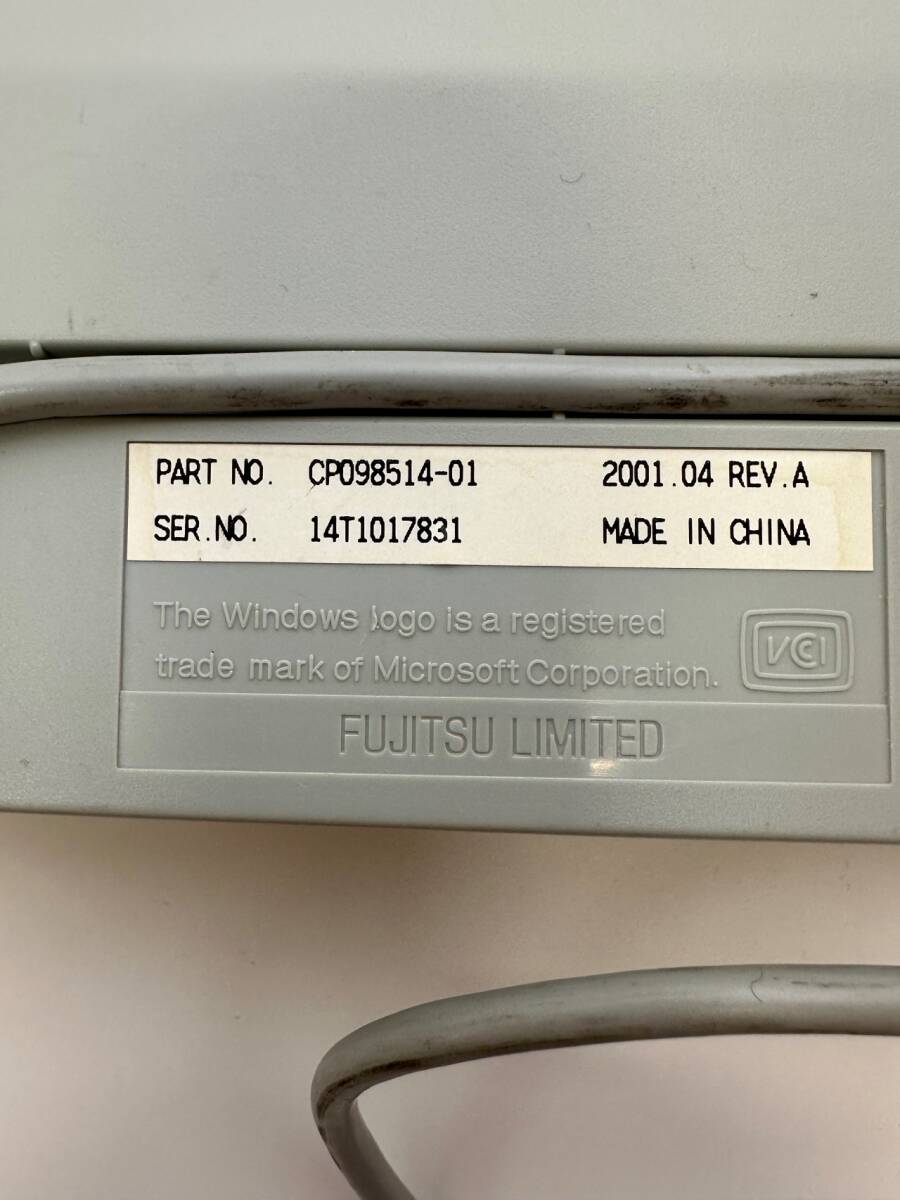 PART NO. CP098514-01 2001.04 REV.A
SER.NO. 14T1017831 MADE IN CHINA
The Windows logo is a registered
trade mark of Microsoft Corporation.
VCCI
FUJITSU LIMITED